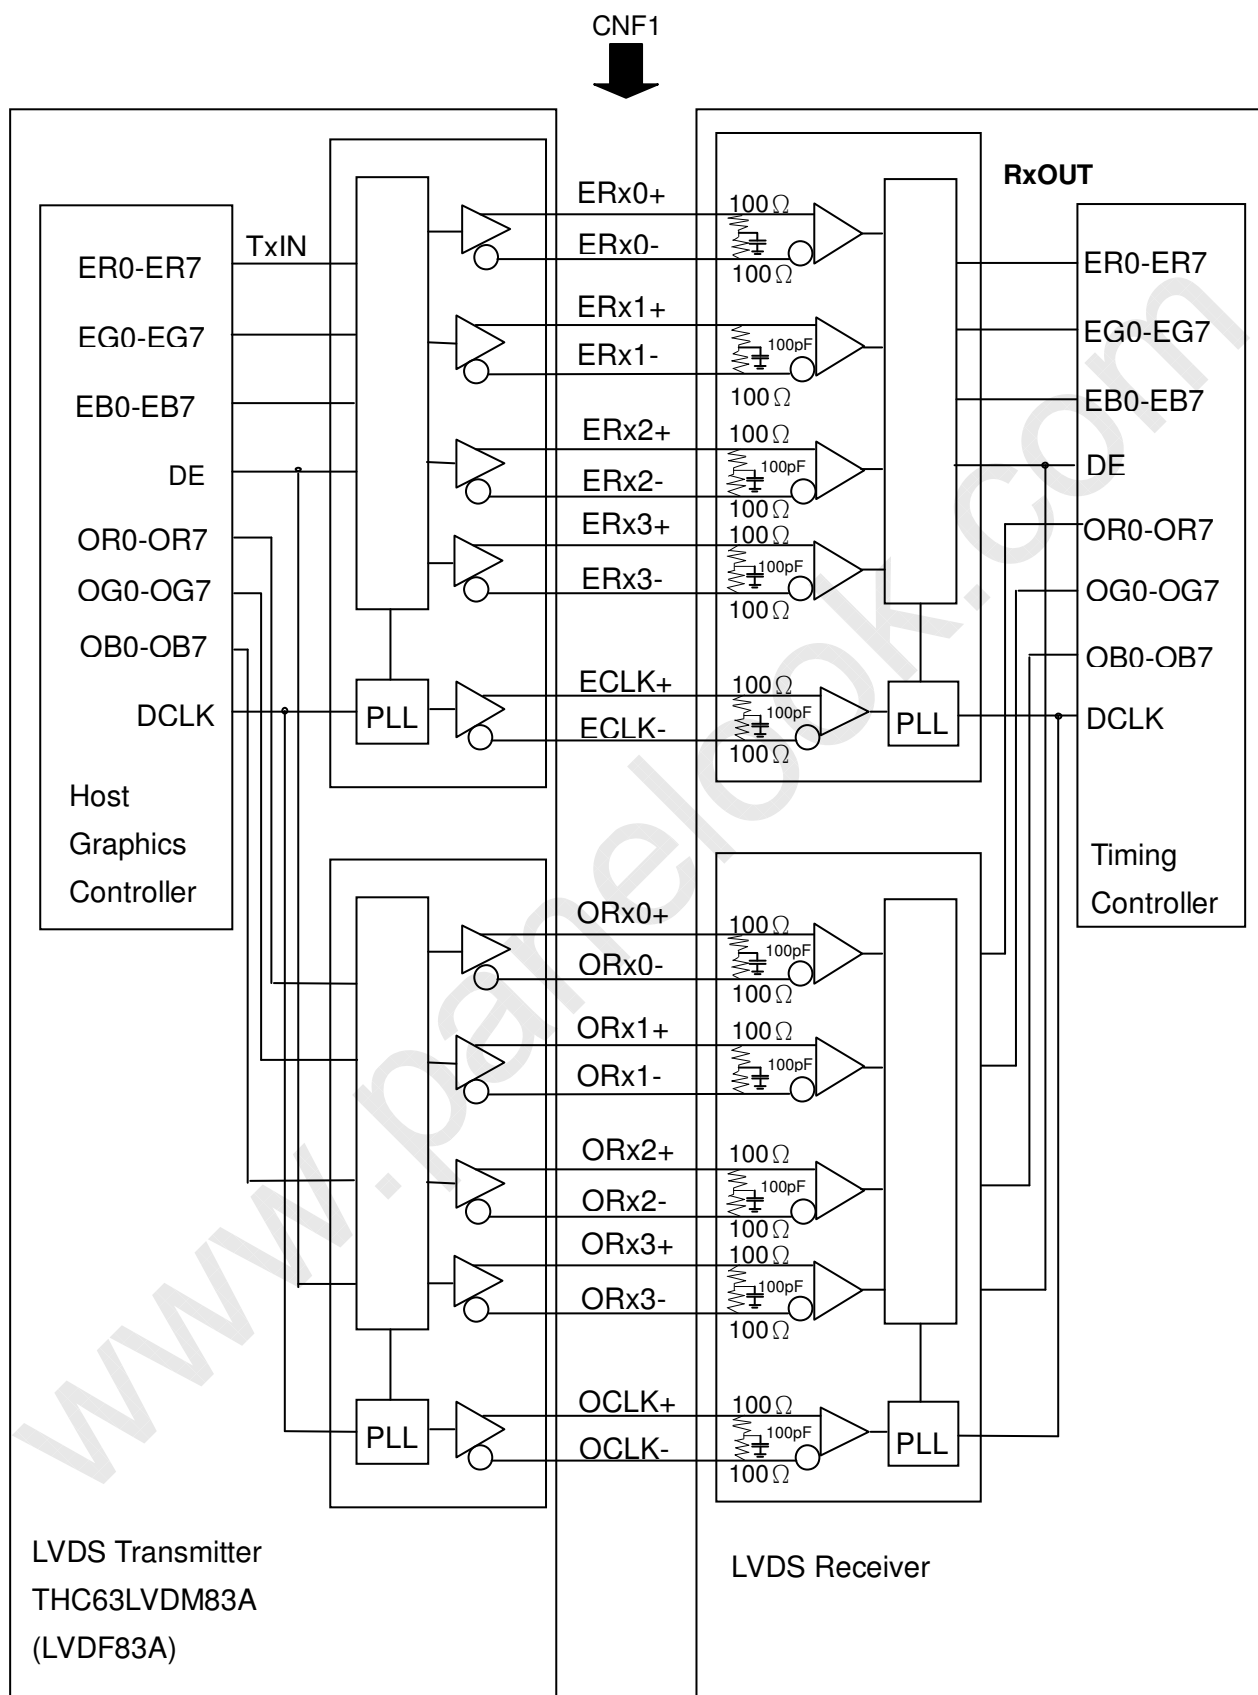 CNF1
RxOUT
TxIN
ER0-ER7
EG0-EG7
EB0-EB7
DE
OR0-OR7
OG0-OG7
OB0-OB7
DCLK
Host
Graphics
Controller
PLL
ERx0+
ERx0-
ERx1+
ERx1-
ERx2+
ERx2-
ERx3+
ERx3-
ECLK+
ECLK-
100Ω
100Ω
100pF
100Ω
100Ω
100pF
100Ω
100Ω
100pF
100Ω
100Ω
100pF
100Ω
PLL
ER0-ER7
EG0-EG7
EB0-EB7
DE
OR0-OR7
OG0-OG7
OB0-OB7
DCLK
Timing
Controller
PLL
ORx0+
ORx0-
ORx1+
ORx1-
ORx2+
ORx2-
ORx3+
ORx3-
OCLK+
OCLK-
100Ω
100pF
100Ω
100Ω
100pF
100Ω
100pF
100Ω
100Ω
100pF
100Ω
100Ω
100pF
100Ω
PLL
LVDS Transmitter
THC63LVDM83A
(LVDF83A)
LVDS Receiver
www.panelook.com